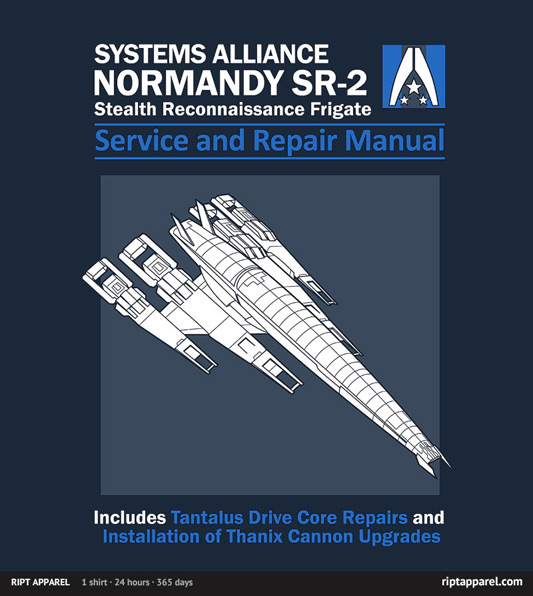 SYSTEMS ALLIANCE
NORMANDY SR-2
Stealth Reconnaissance Frigate
Service and Repair Manual
Includes Tantalus Drive Core Repairs and
Installation of Thanix Cannon Upgrades
RIPT APPAREL 1 shirt · 24 hours · 365 days riptapparel.com